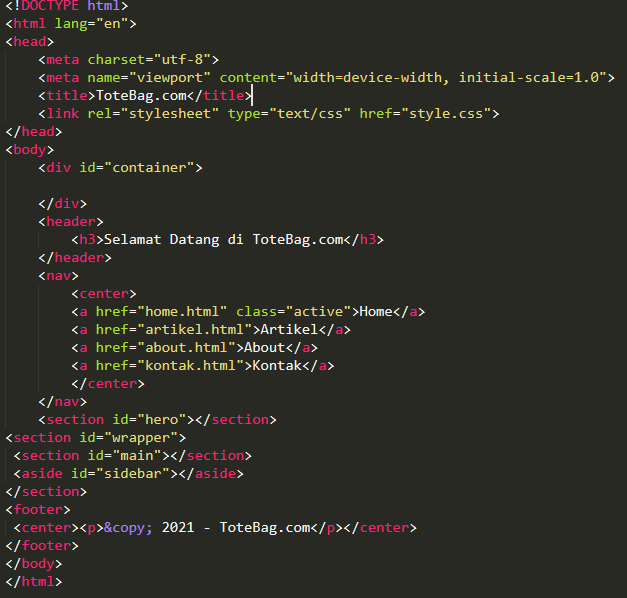 <!DOCTYPE html>
<html lang="en">
<head>
    <meta charset="utf-8">
    <meta name="viewport" content="width=device-width, initial-scale=1.0">
    <title>ToteBag.com</title>
    <link rel="stylesheet" type="text/css" href="style.css">
</head>
<body>
    <div id="container">

    </div>
    <header>
        <h3>Selamat Datang di ToteBag.com</h3>
    </header>
    <nav>
        <center>
        <a href="home.html" class="active">Home</a>
        <a href="artikel.html">Artikel</a>
        <a href="about.html">About</a>
        <a href="kontak.html">Kontak</a>
        </center>
    </nav>
    <section id="hero"></section>
<section id="wrapper">
 <section id="main"></section>
 <aside id="sidebar"></aside>
</section>
<footer>
 <center><p>&copy; 2021 - ToteBag.com</p></center>
</footer>
</body>
</html>